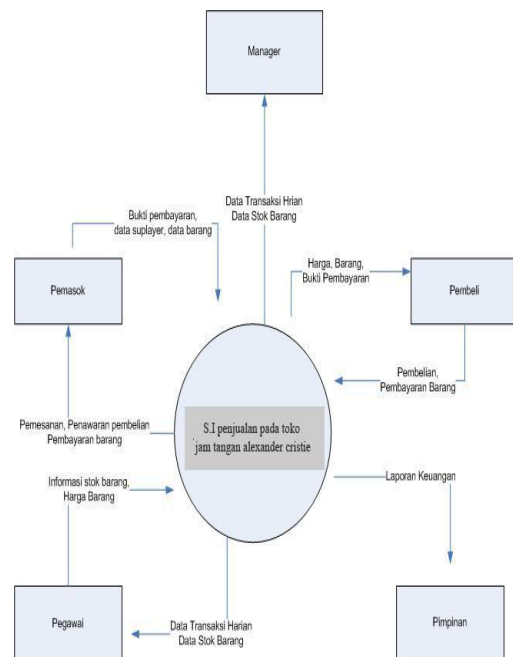 Manager
Data Transaksi Hrian
Data Stok Barang
Bukti pembayaran,
data suplayer, data barang
Harga, Barang,
Bukti Pembayaran
Pemasok
Pembeli
Pembelian,
Pembayaran Barang
S.I penjualan pada toko
jam tangan alexander cristie
Pemesanan, Penawaran pembelian
Pembayaran barang
Informasi stok barang,
Harga Barang
Laporan Keuangan
Pegawai
Data Transaksi Harian
Data Stok Barang
Pimpinan